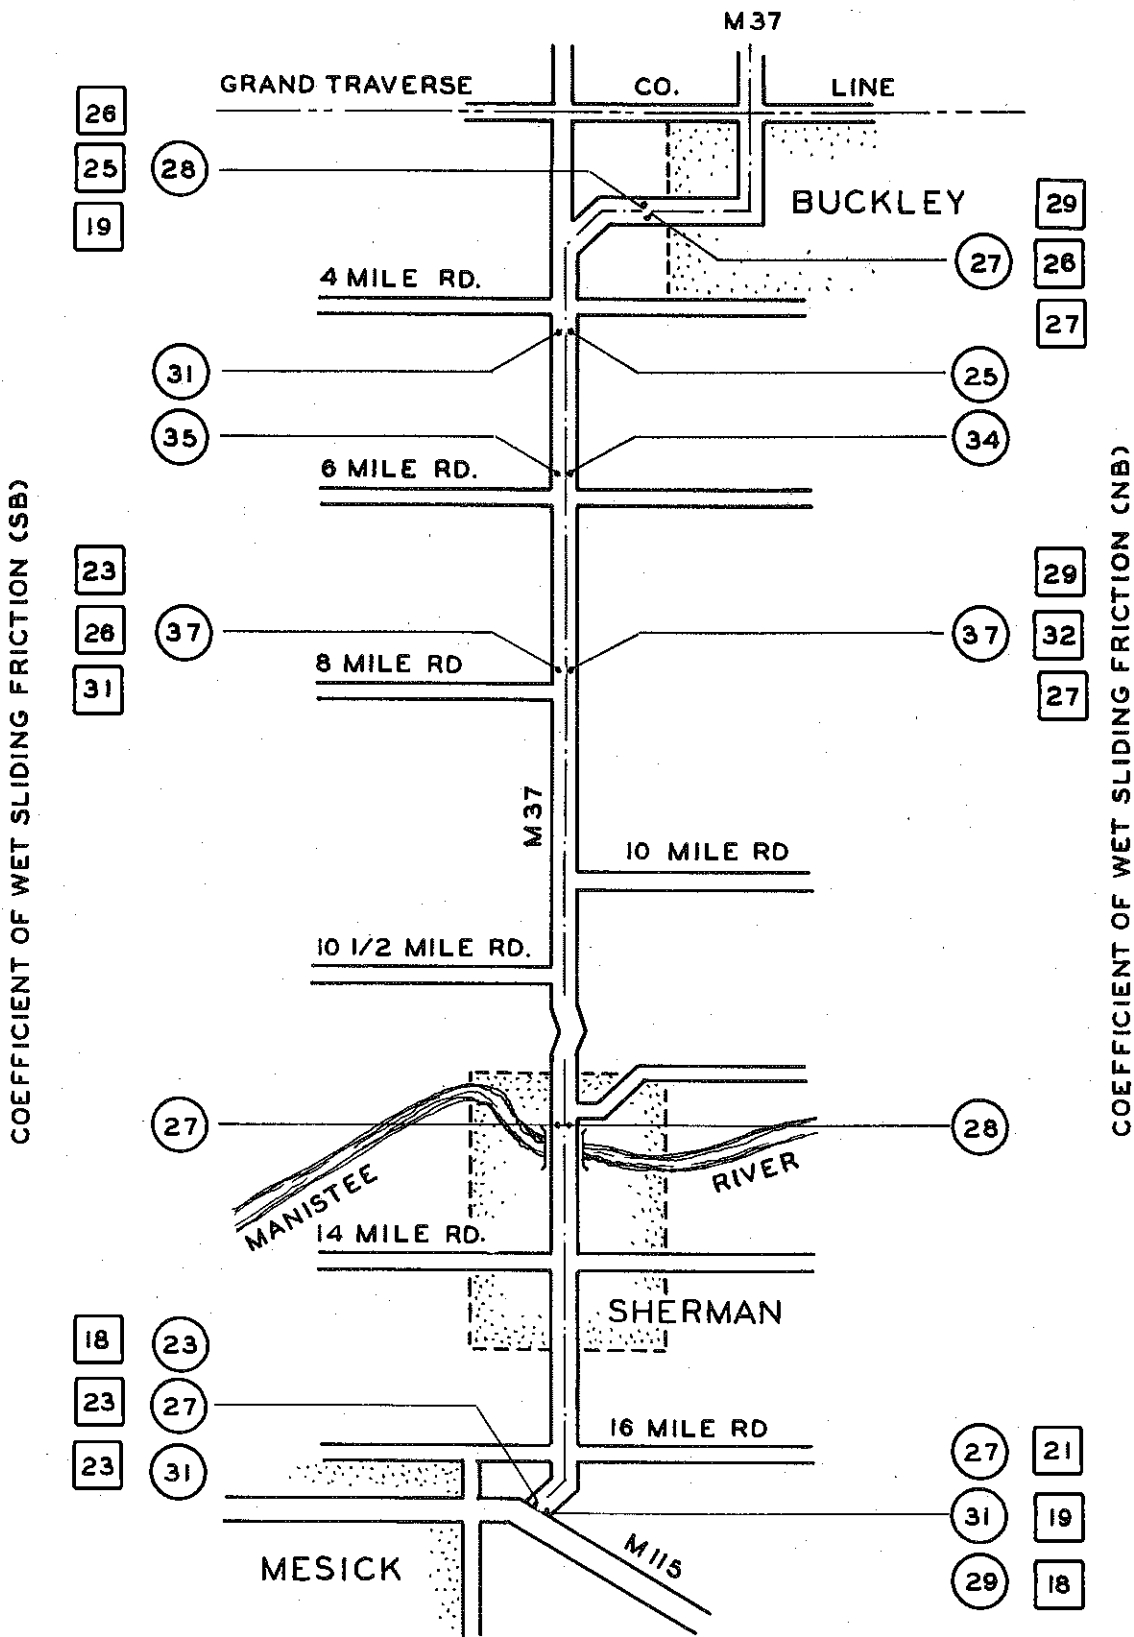 M37
GRAND TRAVERSE CO. LINE
26
25 28
19
BUCKLEY
29
27 26
27
4 MILE RD.
31
25
35
34
6 MILE RD.
COEFFICIENT OF WET SLIDING FRICTION (SB)
COEFFICIENT OF WET SLIDING FRICTION (NB)
23
26 37
31
29
37 32
27
8 MILE RD
M37
10 MILE RD
10 1/2 MILE RD.
27
28
MANISTEE RIVER
14 MILE RD.
SHERMAN
18 23
23 27
23 31
16 MILE RD
27 21
31 19
29 18
MESICK
M115